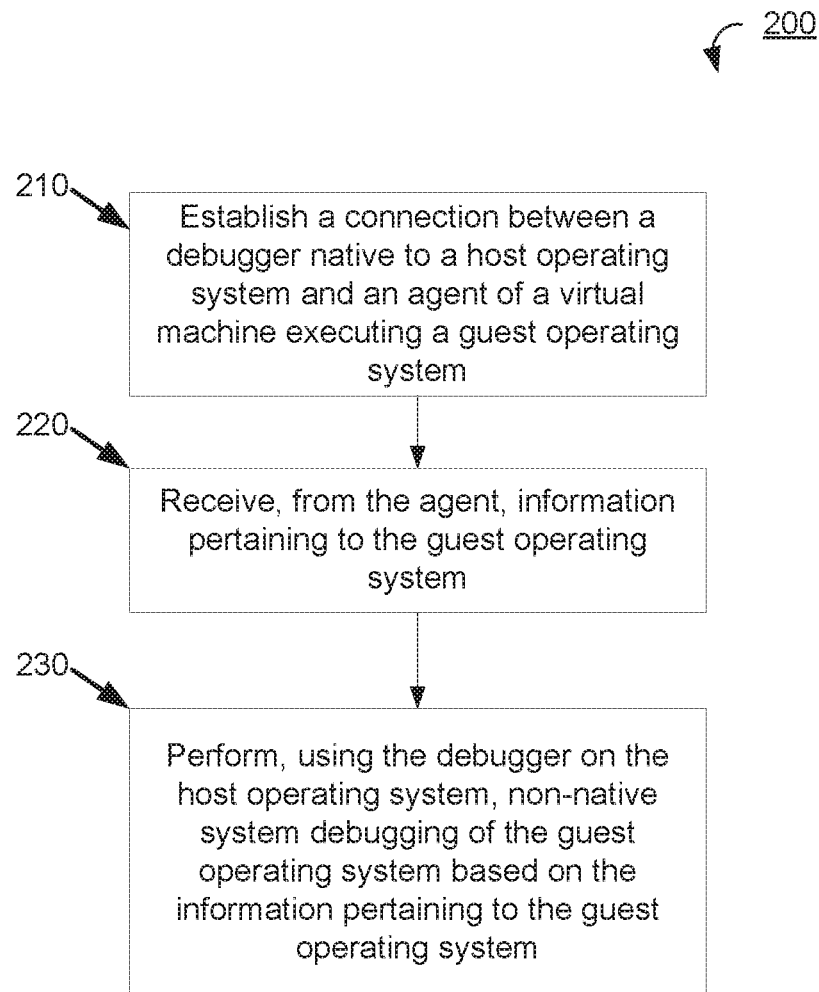 200
210
Establish a connection between a
debugger native to a host operating
system and an agent of a virtual
machine executing a guest operating
system
220
Receive, from the agent, information
pertaining to the guest operating
system
230
Perform, using the debugger on the
host operating system, non-native
system debugging of the guest
operating system based on the
information pertaining to the guest
operating system